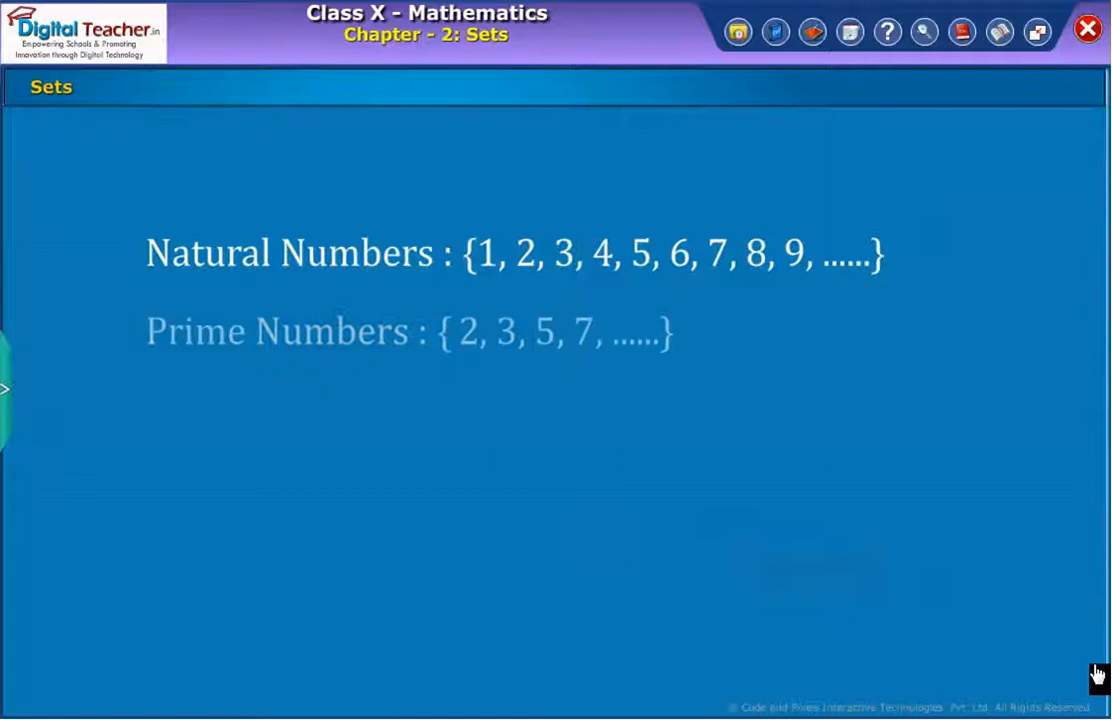 Digital Teacher.in
Empowering Schools & Promoting
Innovation through Digital Technology
Class X - Mathematics
Chapter - 2: Sets
?
Sets
Natural Numbers : {1, 2, 3, 4, 5, 6, 7, 8, 9, ......}
Prime Numbers : { 2, 3, 5, 7, ......}
>
© Code and Pixels Interactive Technologies Pvt Ltd All Rights Reserved